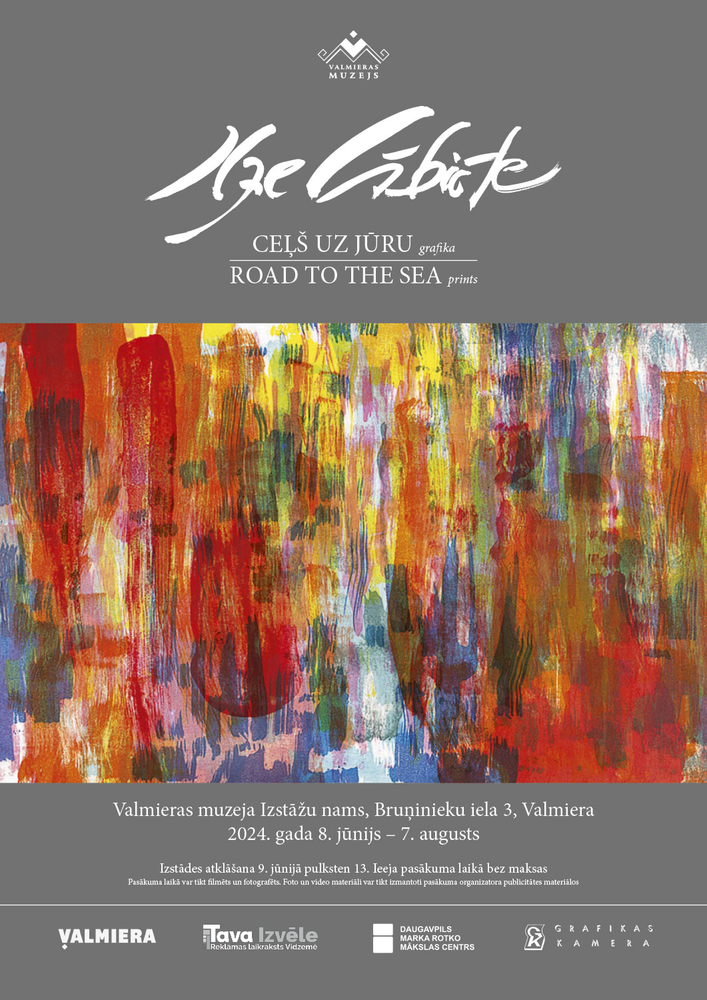 VALMIERAS
MUZEJS
Ilze Lībiete
CEĻŠ UZ JŪRU grafika
ROAD TO THE SEA prints
Valmieras muzeja Izstāžu nams, Bruņinieku iela 3, Valmiera
2024. gada 8. jūnijs – 7. augusts
Izstādes atklāšana 9. jūnijā pulksten 13. Ieeja pasākuma laikā bez maksas
Pasākuma laikā var tikt filmēts un fotografēts. Foto un video materiāli var tikt izmantoti pasākuma organizatora publicitātes materiālos
VALMIERA
Tava Izvēle
Reklāmas laikraksts Vidzemē
DAUGAVPILS
MARKA ROTKO
MĀKSLAS CENTRS
GRAFIKAS
KAMERA